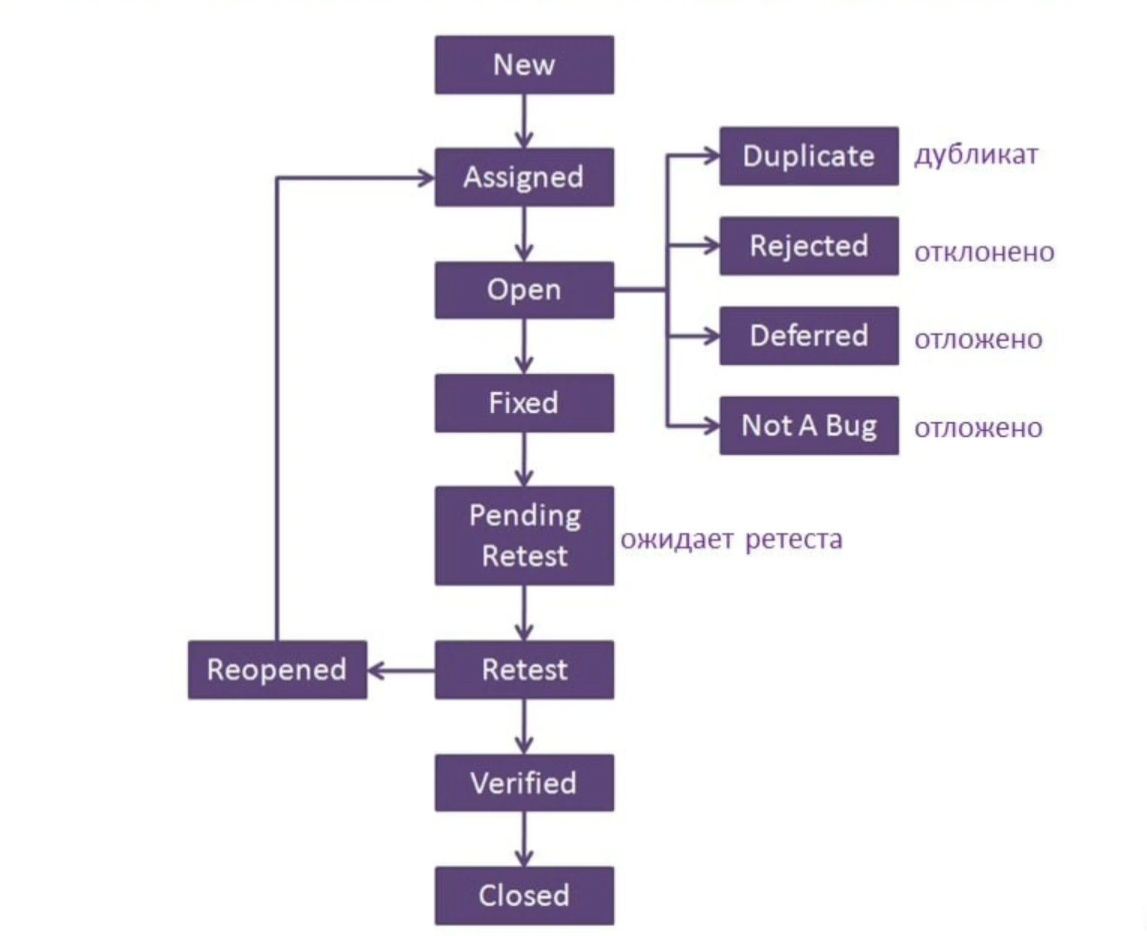 New
Assigned
Duplicate дубликат
Rejected отклонено
Open
Deferred отложено
Fixed
Not A Bug отложено
Pending
Retest
ожидает ретеста
Reopened
Retest
Verified
Closed